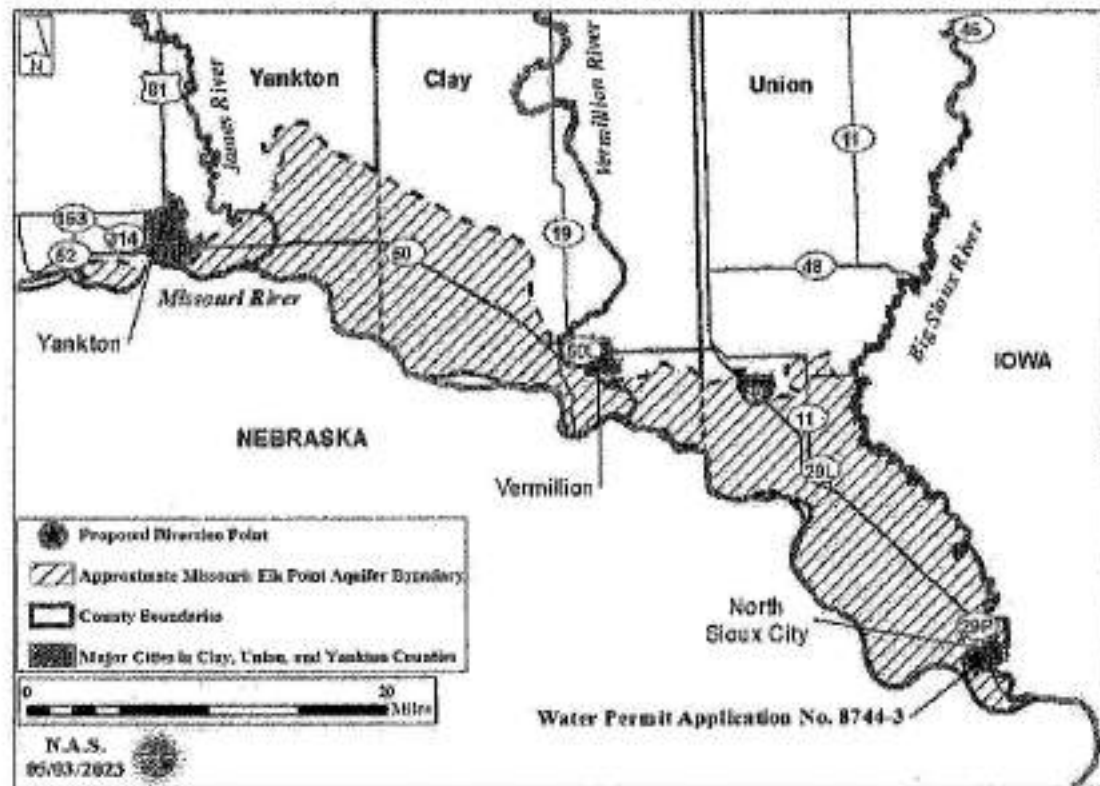 N
81
Yankton
Clay
Union
46
James River
Vermillion River
11
163
314
52
50
19
48
Big Sioux River
Missouri River
Yankton
50L
IOWA
NEBRASKA
11
Vermillion
29L
Proposed Diversion Point
Approximate Missouri: Elk Point Aquifer Boundary
County Boundaries
Major Cities in Clay, Union, and Yankton Counties
North
Sioux City
0 20
Miles
Water Permit Application No. 8744-3
N.A.S.
05/03/2023